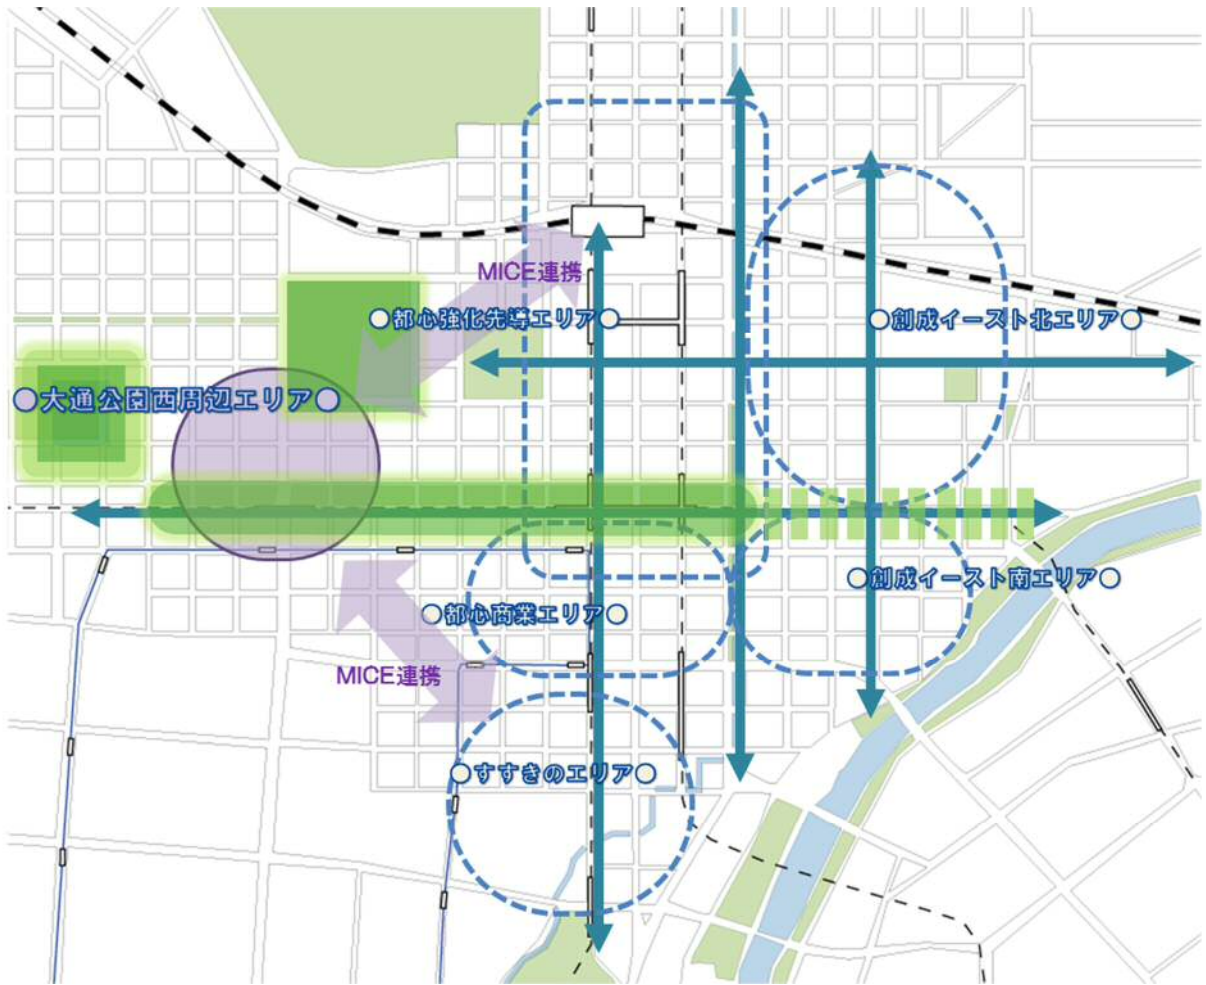 MICE連携
○都心強化先導エリア○
○創成イースト北エリア○
○大通公園西周辺エリア○
○創成イースト南エリア○
○都心商業エリア○
MICE連携
○すすきのエリア○